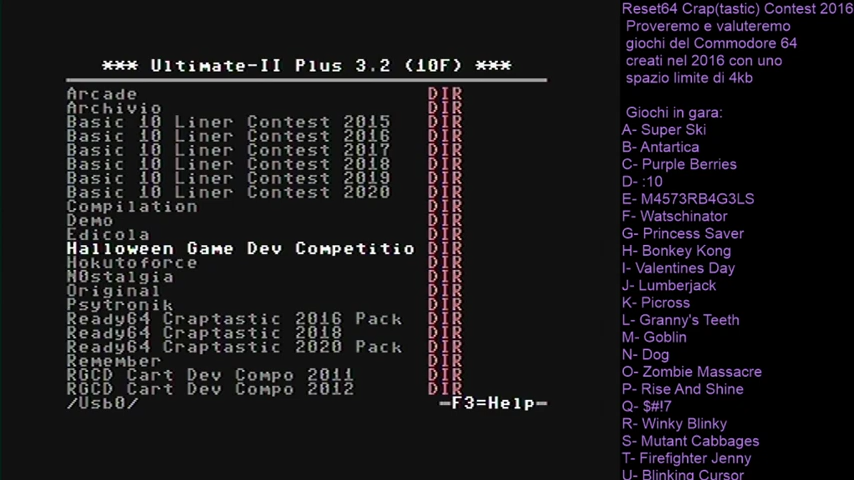 *** Ultimate-II Plus 3.2 (10F) ***
Arcade DIR
Archivio DIR
Basic 10 Liner Contest 2015 DIR
Basic 10 Liner Contest 2016 DIR
Basic 10 Liner Contest 2017 DIR
Basic 10 Liner Contest 2018 DIR
Basic 10 Liner Contest 2019 DIR
Basic 10 Liner Contest 2020 DIR
Compilation DIR
Demo DIR
Edicola DIR
Halloween Game Dev Competitio DIR
Hokutoforce DIR
N0stalgia DIR
Original DIR
Psytronik DIR
Ready64 Craptastic 2016 Pack DIR
Ready64 Craptastic 2018 DIR
Ready64 Craptastic 2020 Pack DIR
Remember DIR
RGCD Cart Dev Compo 2011 DIR
RGCD Cart Dev Compo 2012 DIR
/Usb0/ -F3=Help-
Reset64 Crap(tastic) Contest 2016
Proveremo e valuteremo
giochi del Commodore 64
creati nel 2016 con uno
spazio limite di 4kb
Giochi in gara:
A- Super Ski
B- Antartica
C- Purple Berries
D- :10
E- M4573RB4G3LS
F- Watschinator
G- Princess Saver
H- Bonkey Kong
I- Valentines Day
J- Lumberjack
K- Picross
L- Granny's Teeth
M- Goblin
N- Dog
O- Zombie Massacre
P- Rise And Shine
Q- $#!7
R- Winky Blinky
S- Mutant Cabbages
T- Firefighter Jenny
U- Blinking Cursor